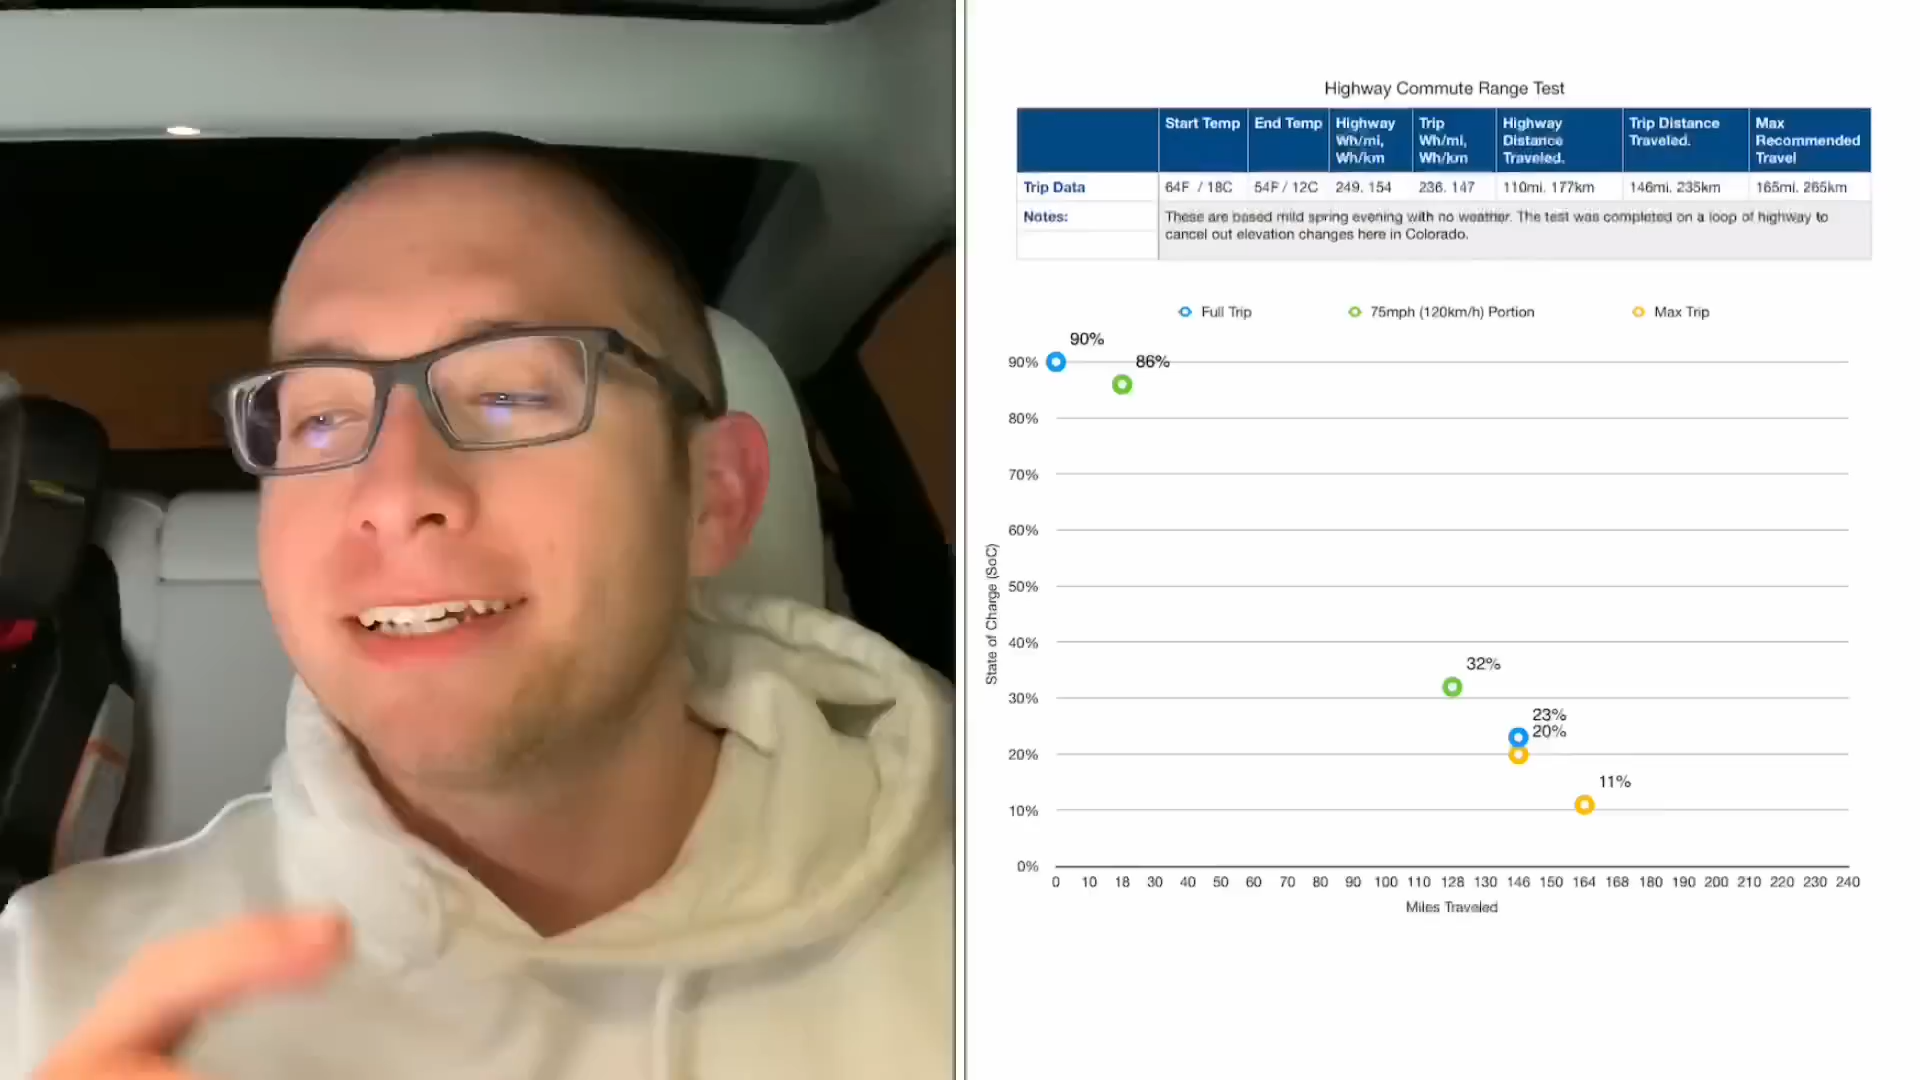 Highway Commute Range Test
Start Temp
End Temp
Highway Wh/mi, Wh/km
Trip Wh/mi, Wh/km
Highway Distance Traveled.
Trip Distance Traveled.
Max Recommended Travel
Trip Data
64F / 18C
54F / 12C
249. 154
236. 147
110mi. 177km
146mi. 235km
165mi. 265km
Notes:
These are based mild spring evening with no weather. The test was completed on a loop of highway to
cancel out elevation changes here in Colorado.
Full Trip
75mph (120km/h) Portion
Max Trip
90%
86%
32%
23%
20%
11%
90%
80%
70%
60%
50%
40%
30%
20%
10%
0%
State of Charge (SoC)
0 10 18 30 40 50 60 70 80 90 100 110 128 130 146 150 164 168 180 190 200 210 220 230 240
Miles Traveled